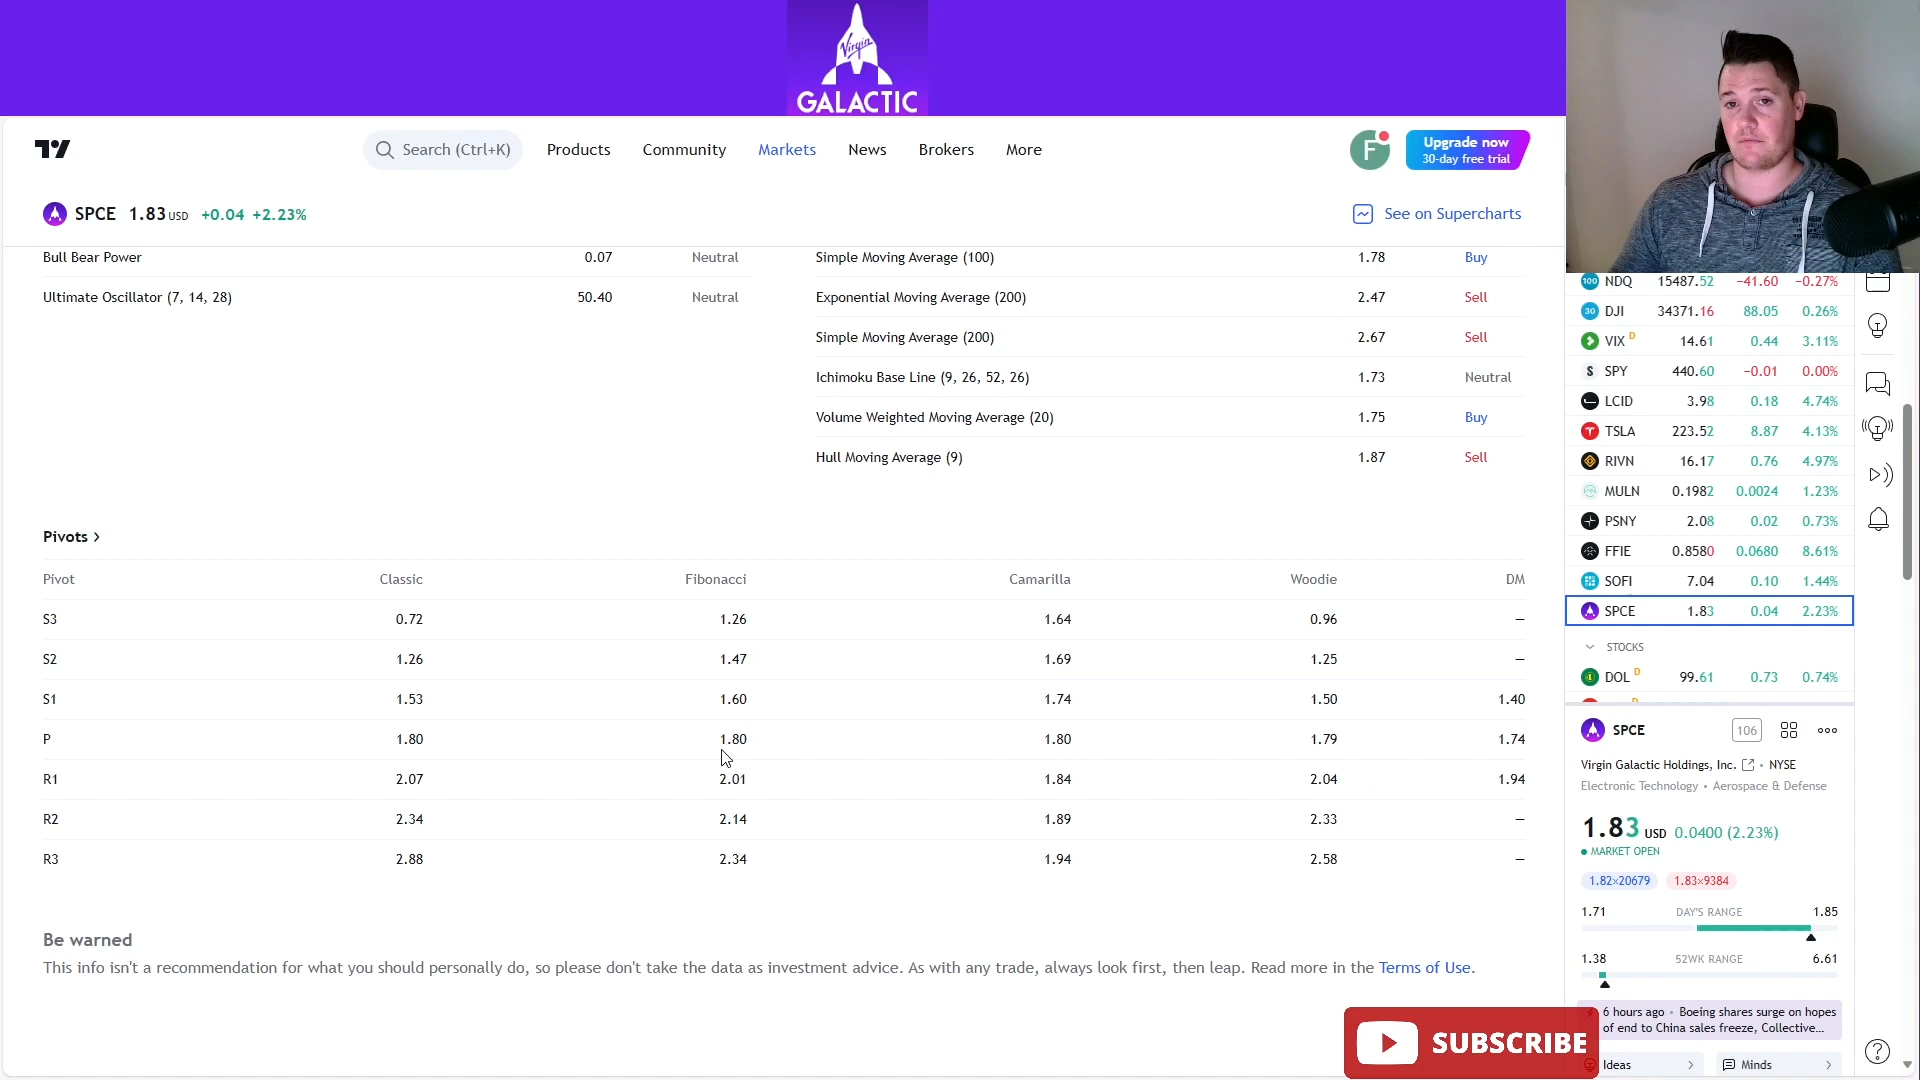 Virgin
GALACTIC
Search (Ctrl+K)
Products
Community
Markets
News
Brokers
More
F
Upgrade now
30-day free trial
SPCE 1.83 USD +0.04 +2.23%
See on Supercharts
Bull Bear Power 0.07 Neutral
Ultimate Oscillator (7, 14, 28) 50.40 Neutral
Simple Moving Average (100) 1.78 Buy
Exponential Moving Average (200) 2.47 Sell
Simple Moving Average (200) 2.67 Sell
Ichimoku Base Line (9, 26, 52, 26) 1.73 Neutral
Volume Weighted Moving Average (20) 1.75 Buy
Hull Moving Average (9) 1.87 Sell
Pivots
Pivot Classic Fibonacci Camarilla Woodie DM
S3 0.72 1.26 1.64 0.96 —
S2 1.26 1.47 1.69 1.25 —
S1 1.53 1.60 1.74 1.50 1.40
P 1.80 1.80 1.80 1.79 1.74
R1 2.07 2.01 1.84 2.04 1.94
R2 2.34 2.14 1.89 2.33 —
R3 2.88 2.34 1.94 2.58 —
Be warned
This info isn't a recommendation for what you should personally do, so please don't take the data as investment advice. As with any trade, always look first, then leap. Read more in the Terms of Use.
100 NDQ 15487.52 −41.60 −0.27%
30 DJI 34371.16 88.05 0.26%
VIX D 14.61 0.44 3.11%
S SPY 440.60 −0.01 0.00%
LCID 3.98 0.18 4.74%
TSLA 223.52 8.87 4.13%
RIVN 16.17 0.76 4.97%
MULN 0.1982 0.0024 1.23%
PSNY 2.08 0.02 0.73%
FFIE 0.8580 0.0680 8.61%
SOFI 7.04 0.10 1.44%
SPCE 1.83 0.04 2.23%
STOCKS
DOL D 99.61 0.73 0.74%
D
SPCE 106
Virgin Galactic Holdings, Inc. • NYSE
Electronic Technology • Aerospace & Defense
1.83 USD 0.0400 (2.23%)
MARKET OPEN
1.82×20679 1.83×9384
1.71 DAY'S RANGE 1.85
1.38 52WK RANGE 6.61
6 hours ago • Boeing shares surge on hopes
of end to China sales freeze, Collective...
Ideas
Minds
SUBSCRIBE